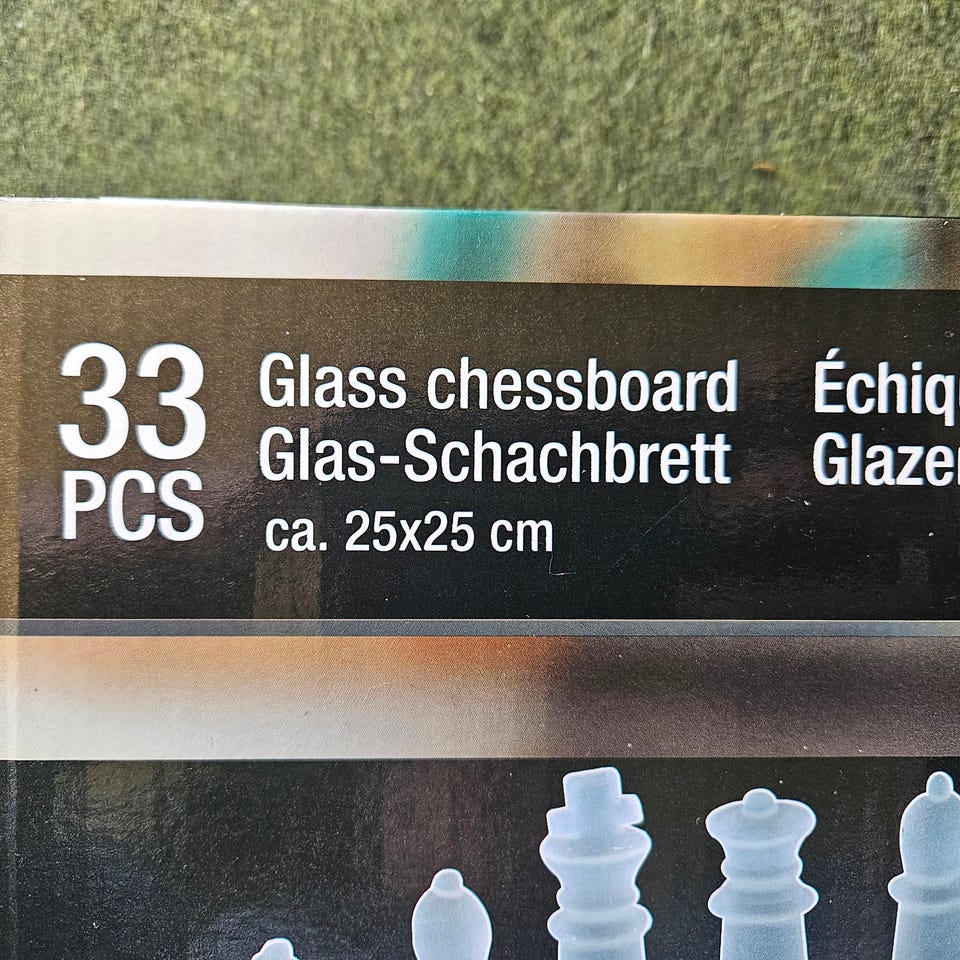 33
PCS
Glass chessboard
Glas-Schachbrett
ca. 25x25 cm